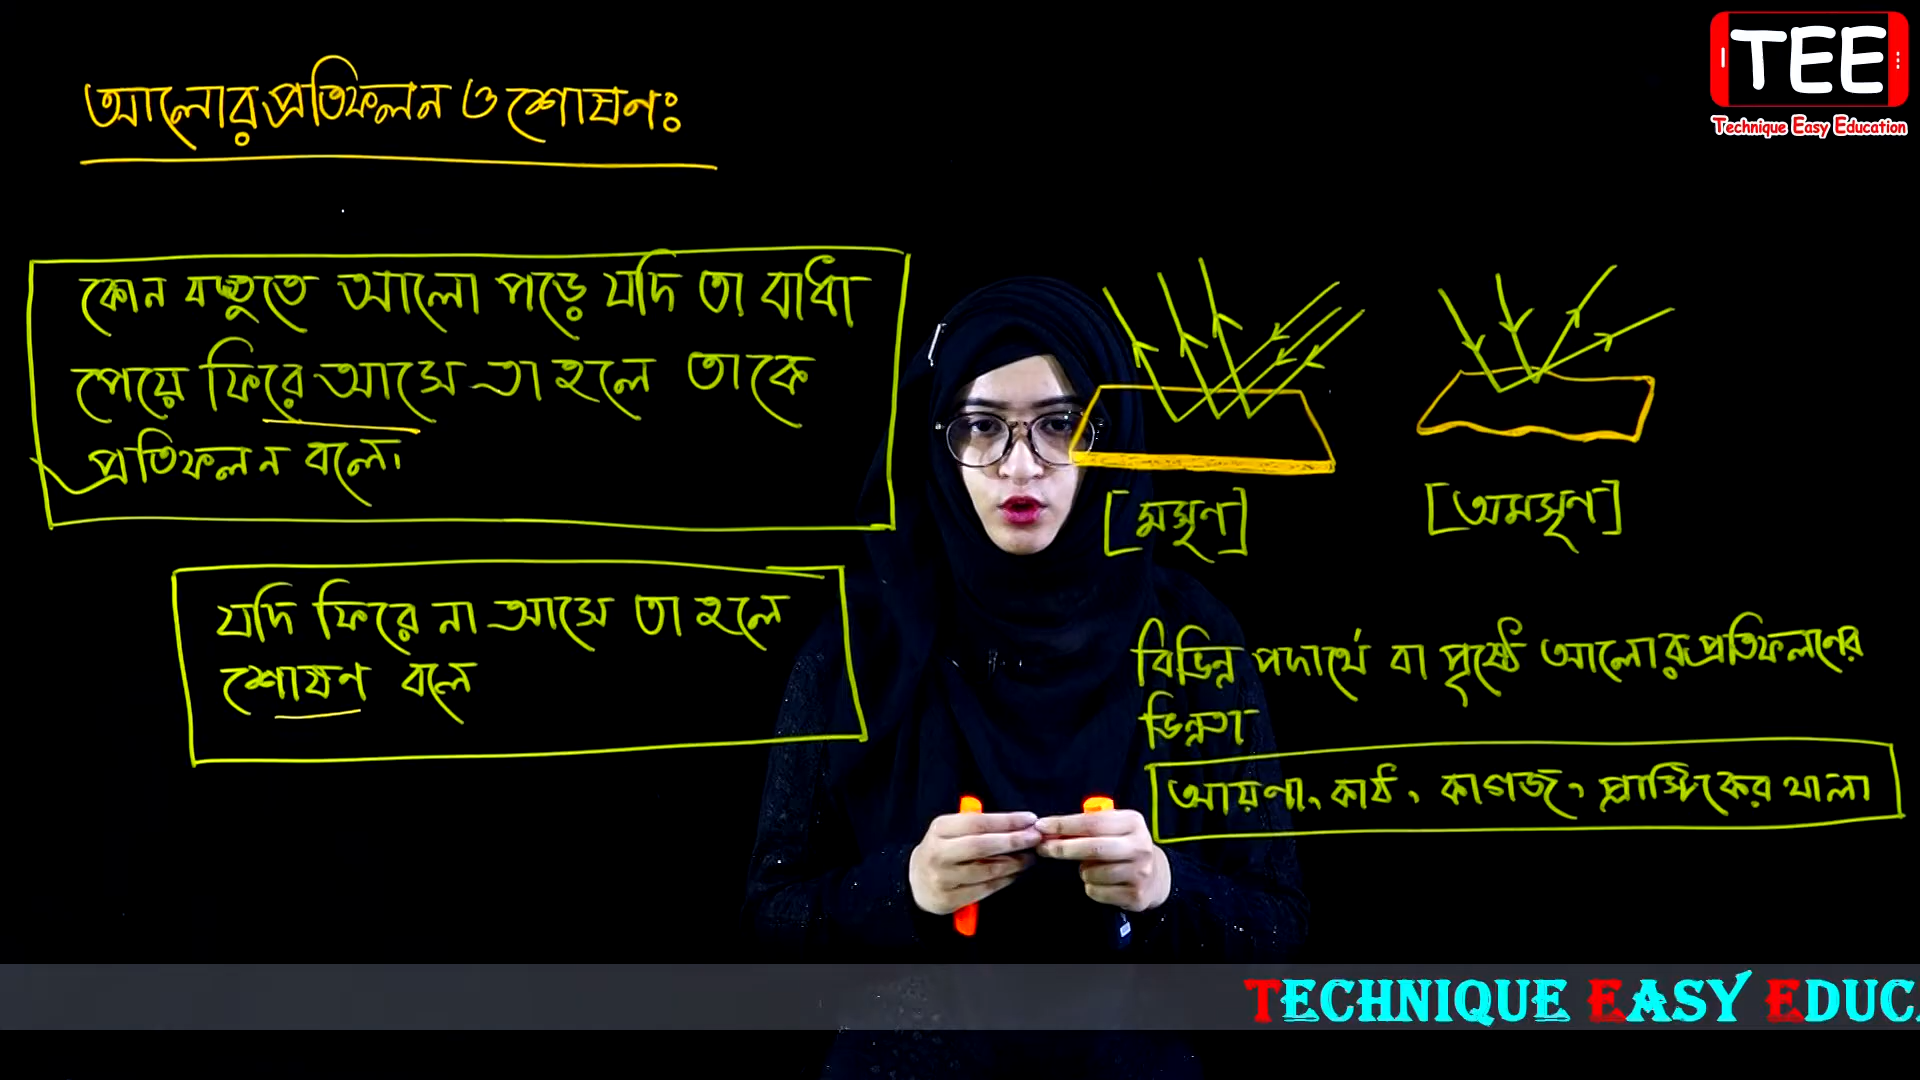 আলোর প্রতিফলন ও শোষণঃ
কোন বস্তুতে আলো পড়ে যদি তা বাধা
পেয়ে ফিরে আসে তা হলে তাকে
প্রতিফলন বলে।
যদি ফিরে না আসে তা হলে
শোষণ বলে
[মসৃণ]
[অমসৃণ]
বিভিন্ন পদার্থে বা পৃষ্ঠে আলোর প্রতিফলনের
ভিন্নতা
আয়না, কাঠ, কাগজ, প্লাস্টিকের থালা
TEE
Technique Easy Education
TECHNIQUE EASY EDUC